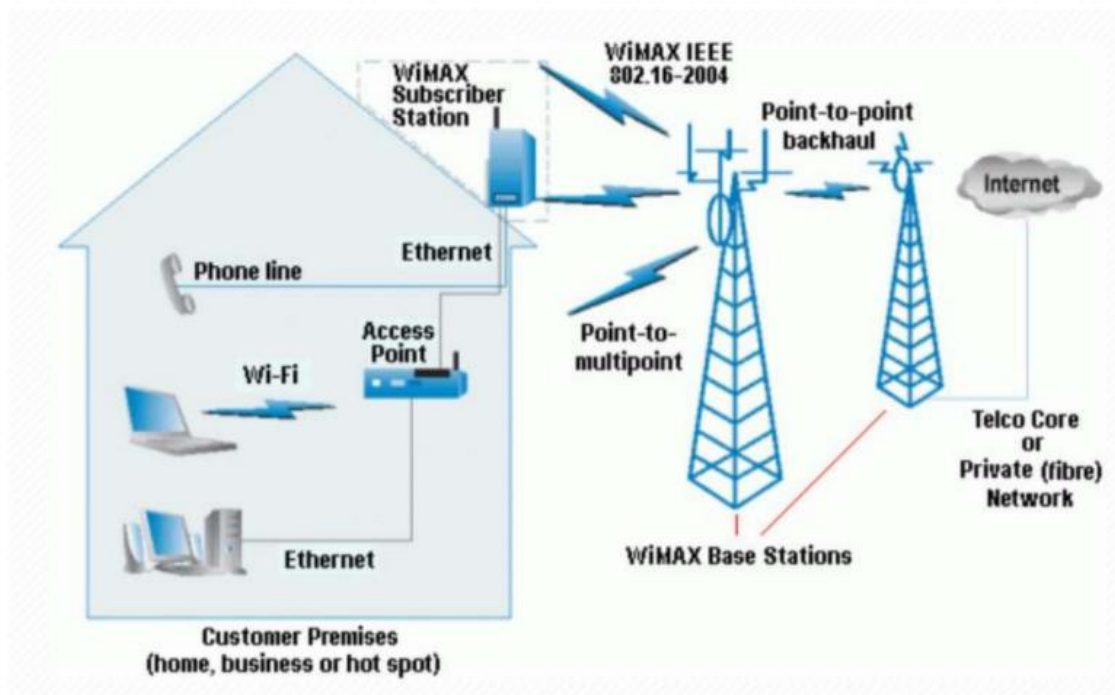 WiMAX IEEE
802.16-2004
WiMAX
Subscriber
Station
Point-to-point
backhaul
Internet
Ethernet
Phone line
Access
Point
Point-to-
multipoint
Wi-Fi
Telco Core
or
Private (fibre)
Network
Ethernet
WiMAX Base Stations
Customer Premises
(home, business or hot spot)